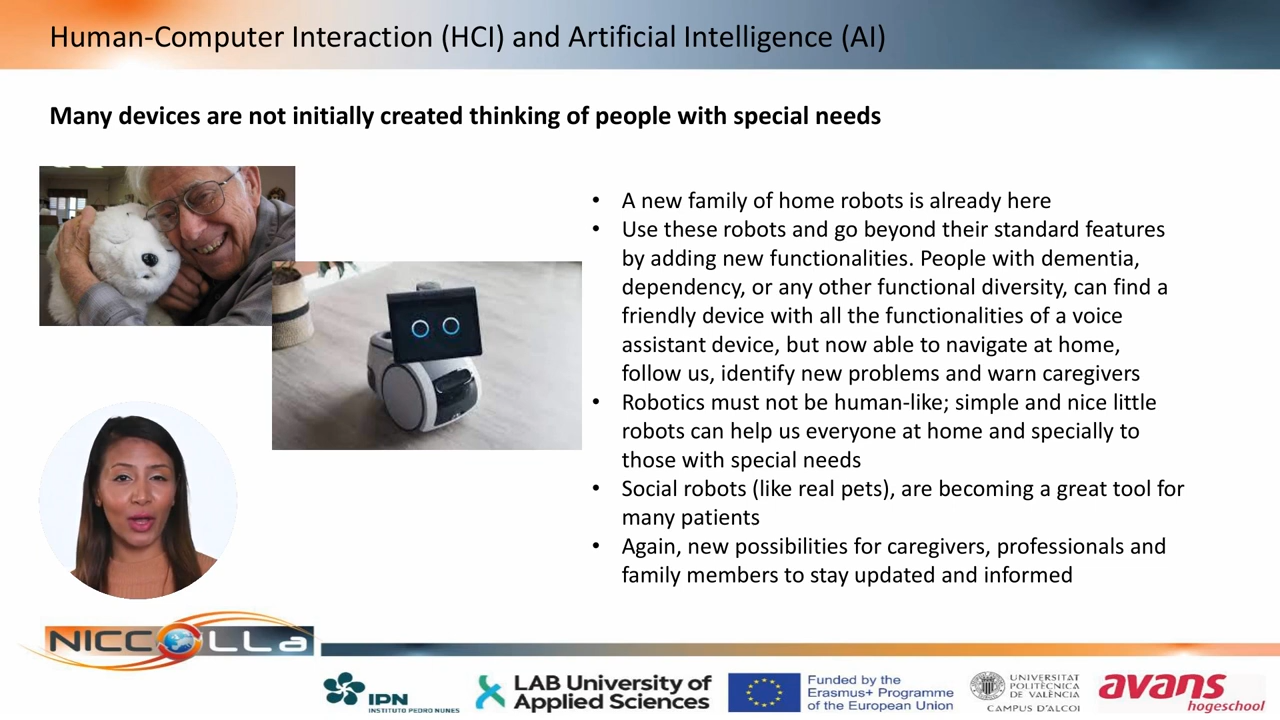 Human-Computer Interaction (HCI) and Artificial Intelligence (AI)
Many devices are not initially created thinking of people with special needs
• A new family of home robots is already here
• Use these robots and go beyond their standard features
by adding new functionalities. People with dementia,
dependency, or any other functional diversity, can find a
friendly device with all the functionalities of a voice
assistant device, but now able to navigate at home,
follow us, identify new problems and warn caregivers
• Robotics must not be human-like; simple and nice little
robots can help us everyone at home and specially to
those with special needs
• Social robots (like real pets), are becoming a great tool for
many patients
• Again, new possibilities for caregivers, professionals and
family members to stay updated and informed
NICCOLLa
IPN
INSTITUTO PEDRO NUNES
LAB University of
Applied Sciences
Funded by the
Erasmus+ Programme
of the European Union
UNIVERSITAT
POLITÈCNICA
DE VALÈNCIA
CAMPUS D'ALCOI
avans
hogeschool